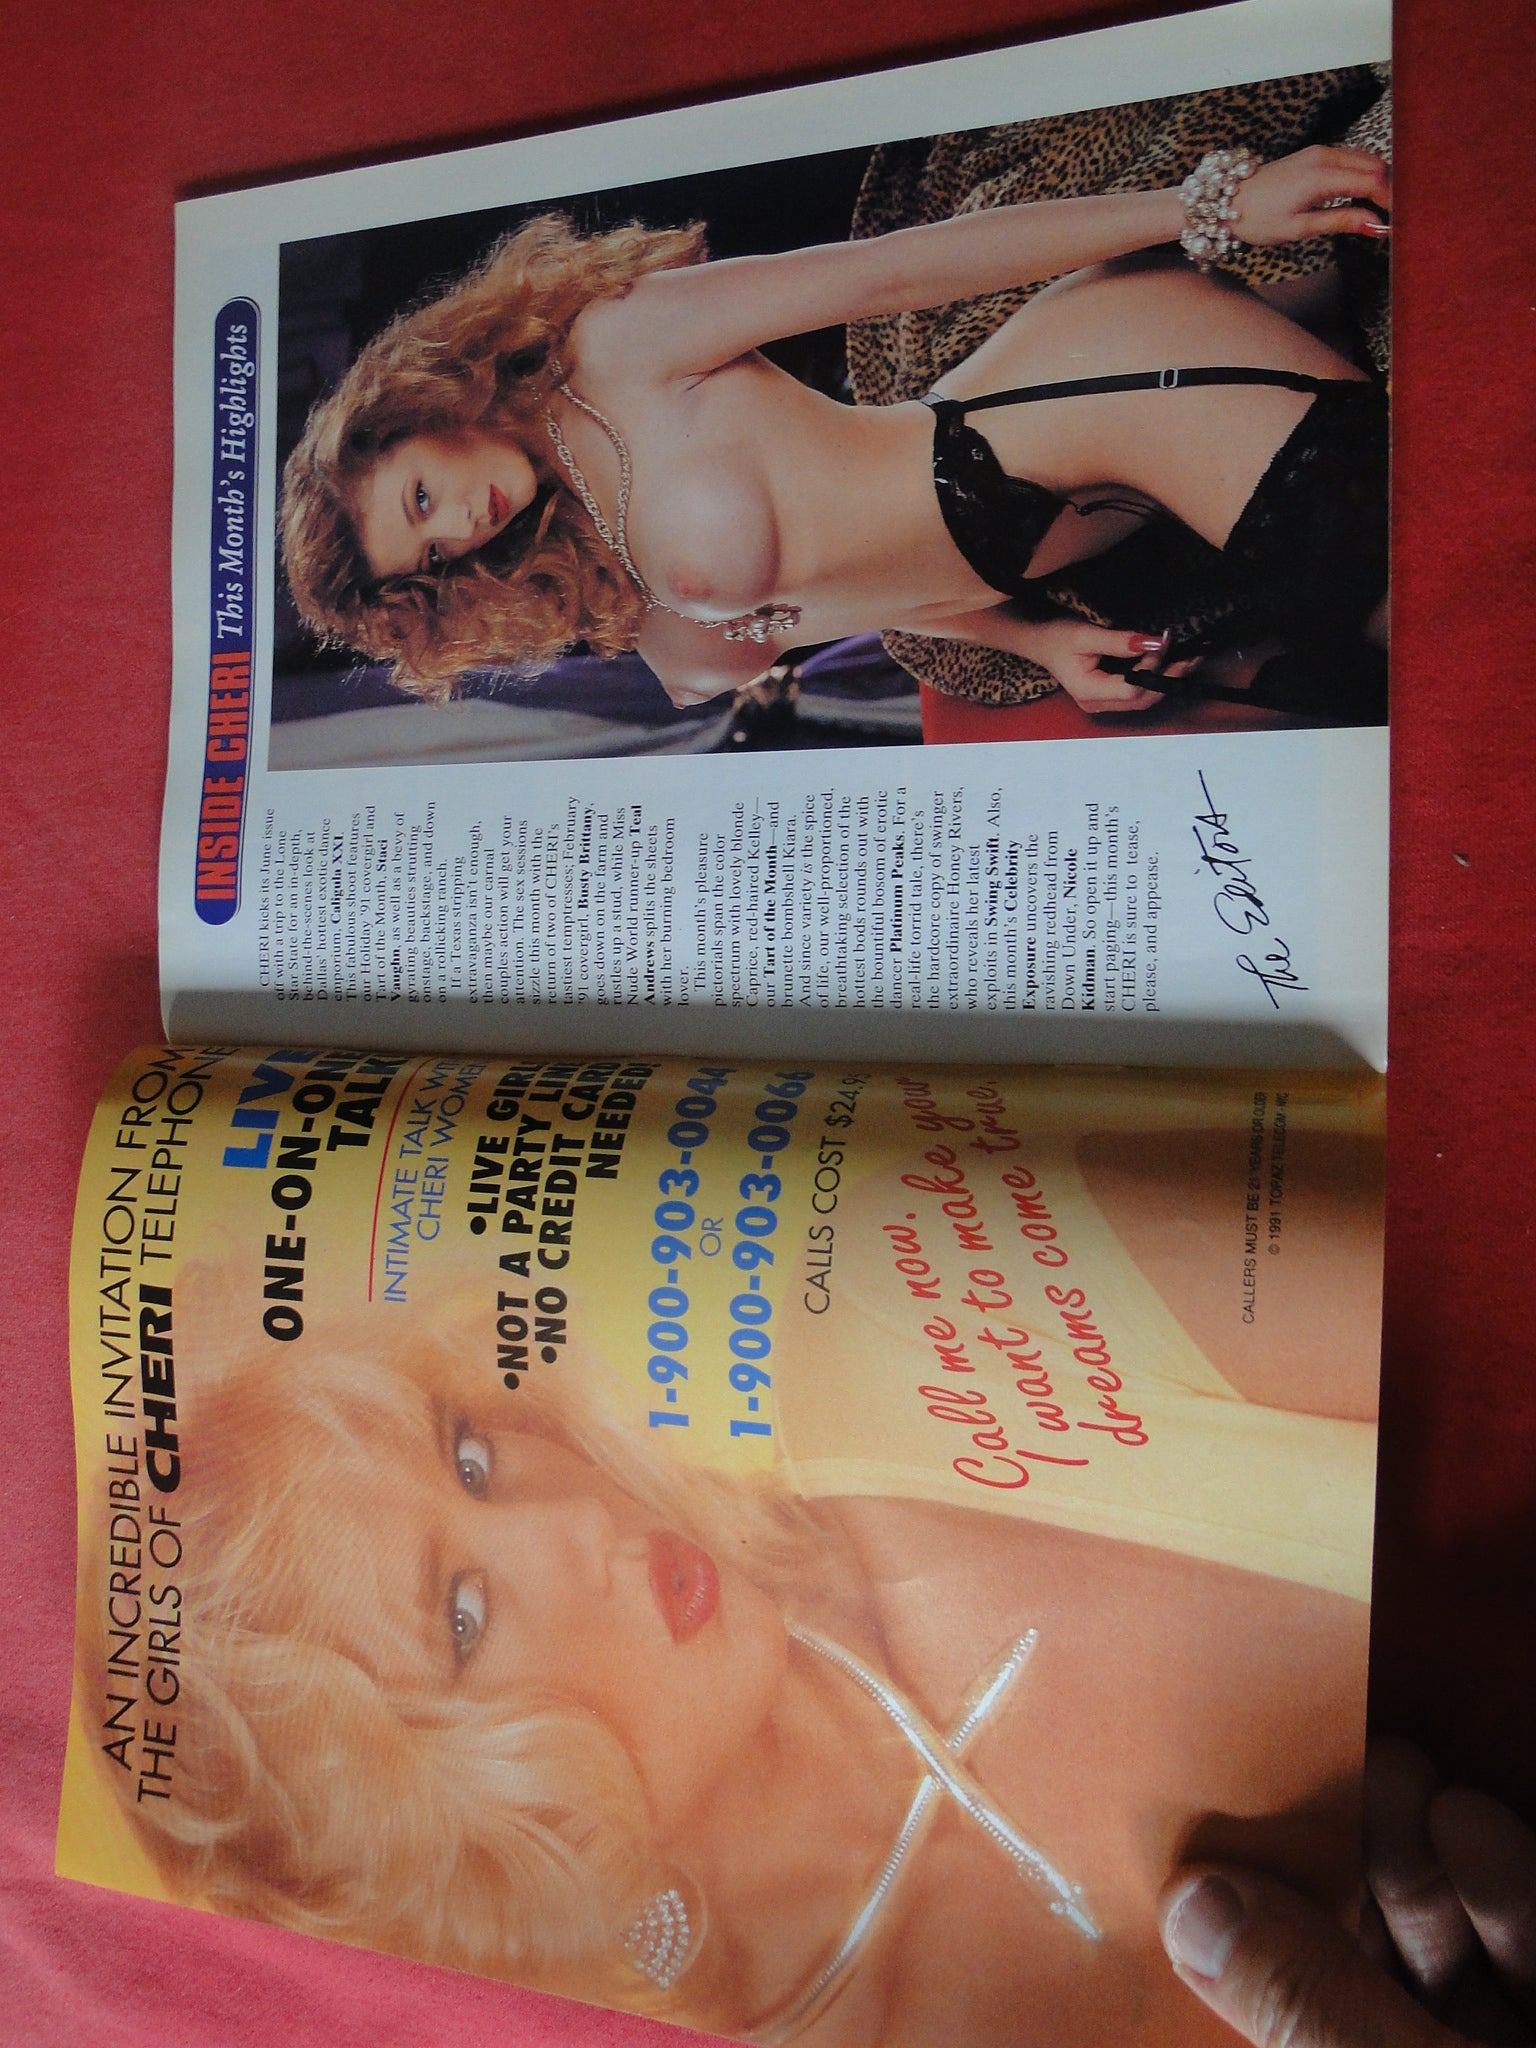 AN INCREDIBLE INVITATION FROM
THE GIRLS OF CHERI TELEPHONE
LIVE
ONE-ON-ONE
TALK
INTIMATE TALK WITH
CHERI WOMEN
•LIVE GIRL
•NOT A PARTY LINE
•NO CREDIT CARD
NEEDED!
1-900-903-0044
OR
1-900-903-0066
CALLS COST $24.95
Call me now.
I want to make your
dreams come true.
CALLERS MUST BE 21 YEARS OR OLDER
© 1991 TOPAZ TELECOM - NYC
INSIDE CHERI This Month's Highlights
CHERI kicks its June issue
off with a trip to the Lone
Star State for an in-depth,
behind-the-scenes look at
Dallas' hottest exotic dance
emporium, Caligula XXI.
This fabulous shoot features
our Holiday '91 covergirl and
Tart of the Month, Staci
Vaughn, as well as a bevy of
gyrating beauties strutting
onstage, backstage, and down
on a rollicking ranch.
If a Texas stripping
extravaganza isn't enough,
then maybe our carnal
couples action will get your
attention. The sex sessions
sizzle this month with the
return of two of CHERI's
tastiest temptresses; February
'91 covergirl, Busty Brittany,
goes down on the farm and
rustles up a stud, while Miss
Nude World runner-up Teal
Andrews splits the sheets
with her burning bedroom
lover.
This month's pleasure
pictorials span the color
spectrum with lovely blonde
Caprice, red-haired Kelley—
our Tart of the Month—and
brunette bombshell Kiara.
And since variety is the spice
of life, our well-proportioned,
breathtaking selection of the
hottest bods rounds out with
the bountiful bosom of erotic
dancer Platinum Peaks. For a
real-life torrid tale, there's
the hardcore copy of swinger
extraordinaire Honey Rivers,
who reveals her latest
exploits in Swing Swift. Also,
this month's Celebrity
Exposure uncovers the
ravishing redhead from
Down Under, Nicole
Kidman. So open it up and
start paging—this month's
CHERI is sure to tease,
please, and appease.
The Editors